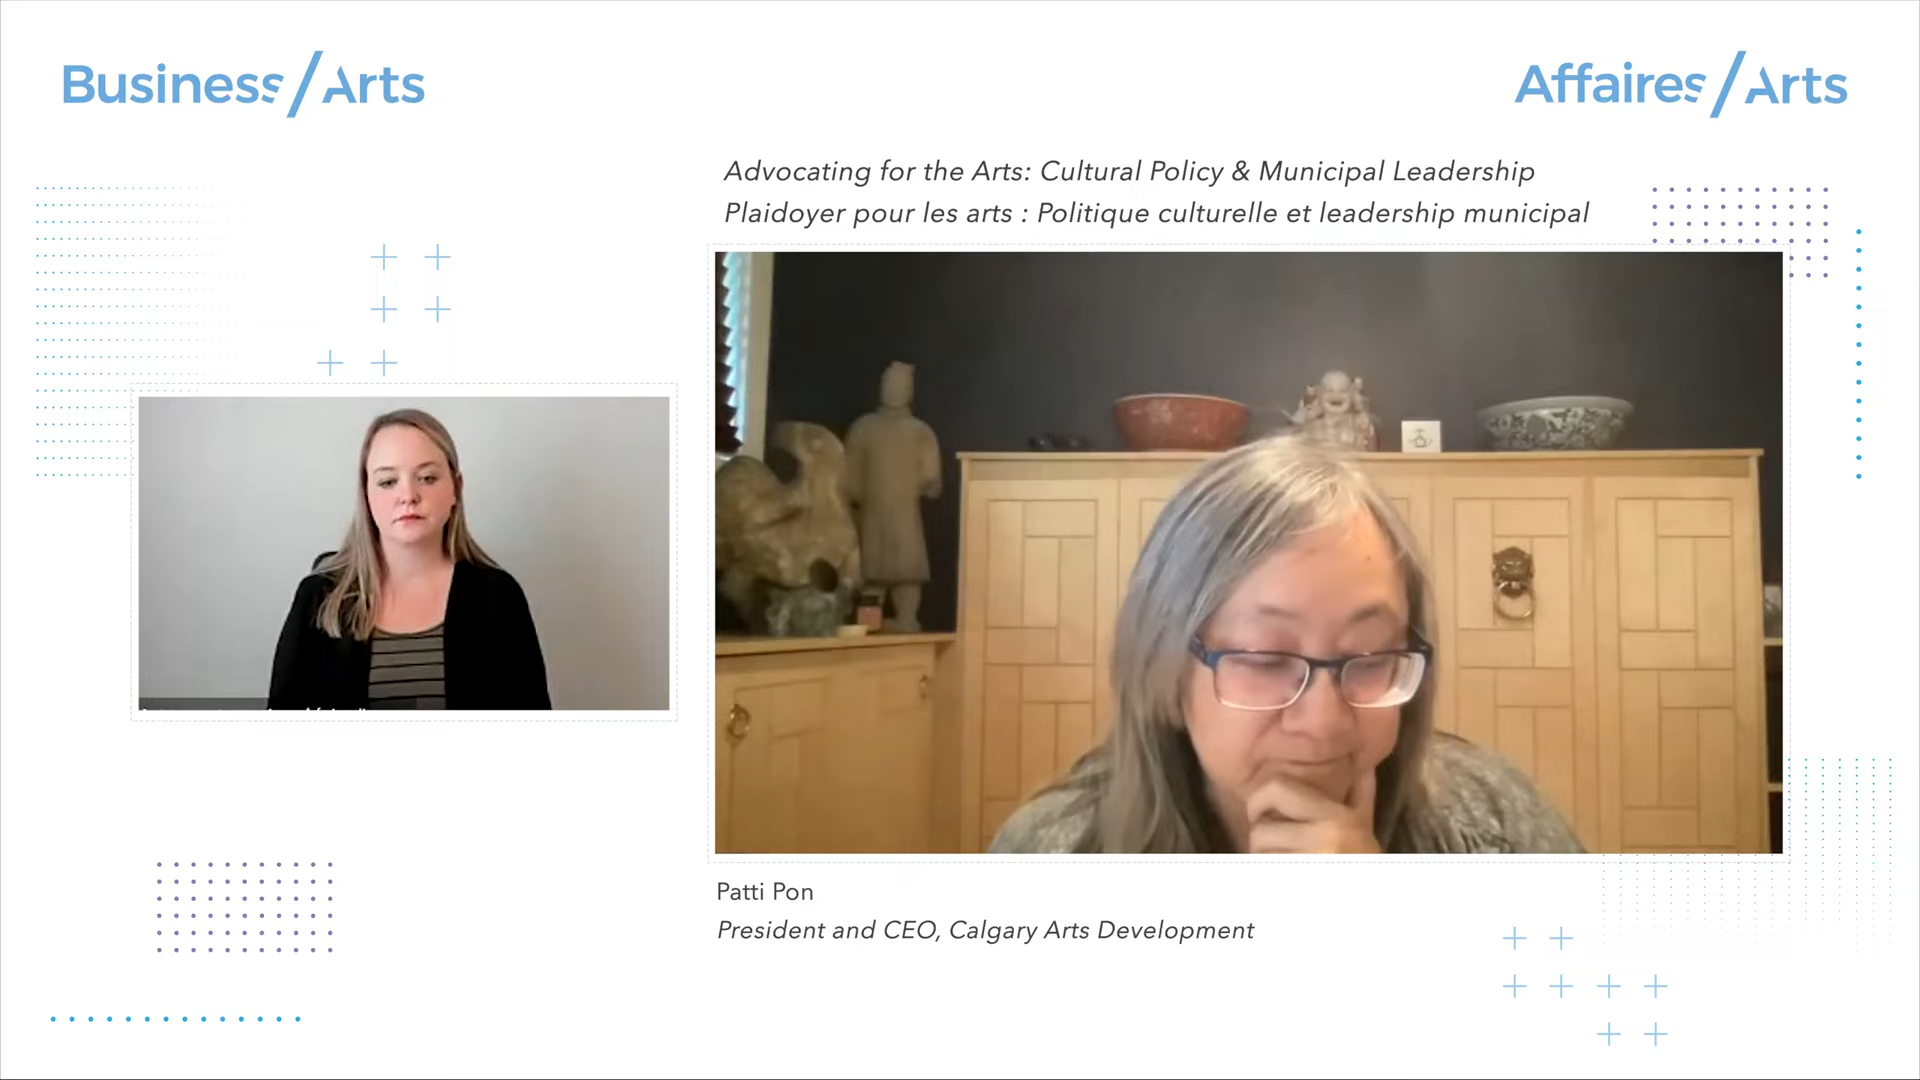 Business/Arts
Affaires/Arts
Advocating for the Arts: Cultural Policy & Municipal Leadership
Plaidoyer pour les arts : Politique culturelle et leadership municipal
Patti Pon
President and CEO, Calgary Arts Development